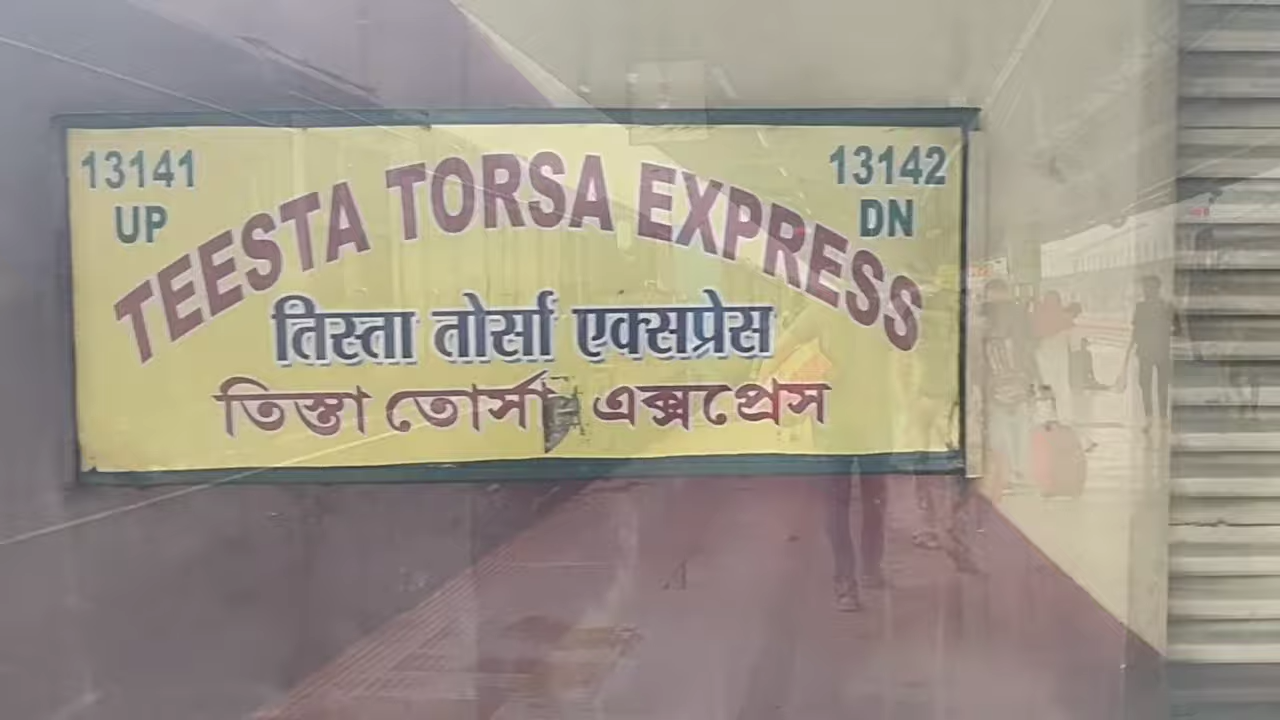 13141 UP
13142 DN
TEESTA TORSA EXPRESS
तिस्ता तोर्सा एक्सप्रेस
তিস্তা তোর্সা এক্সপ্রেস